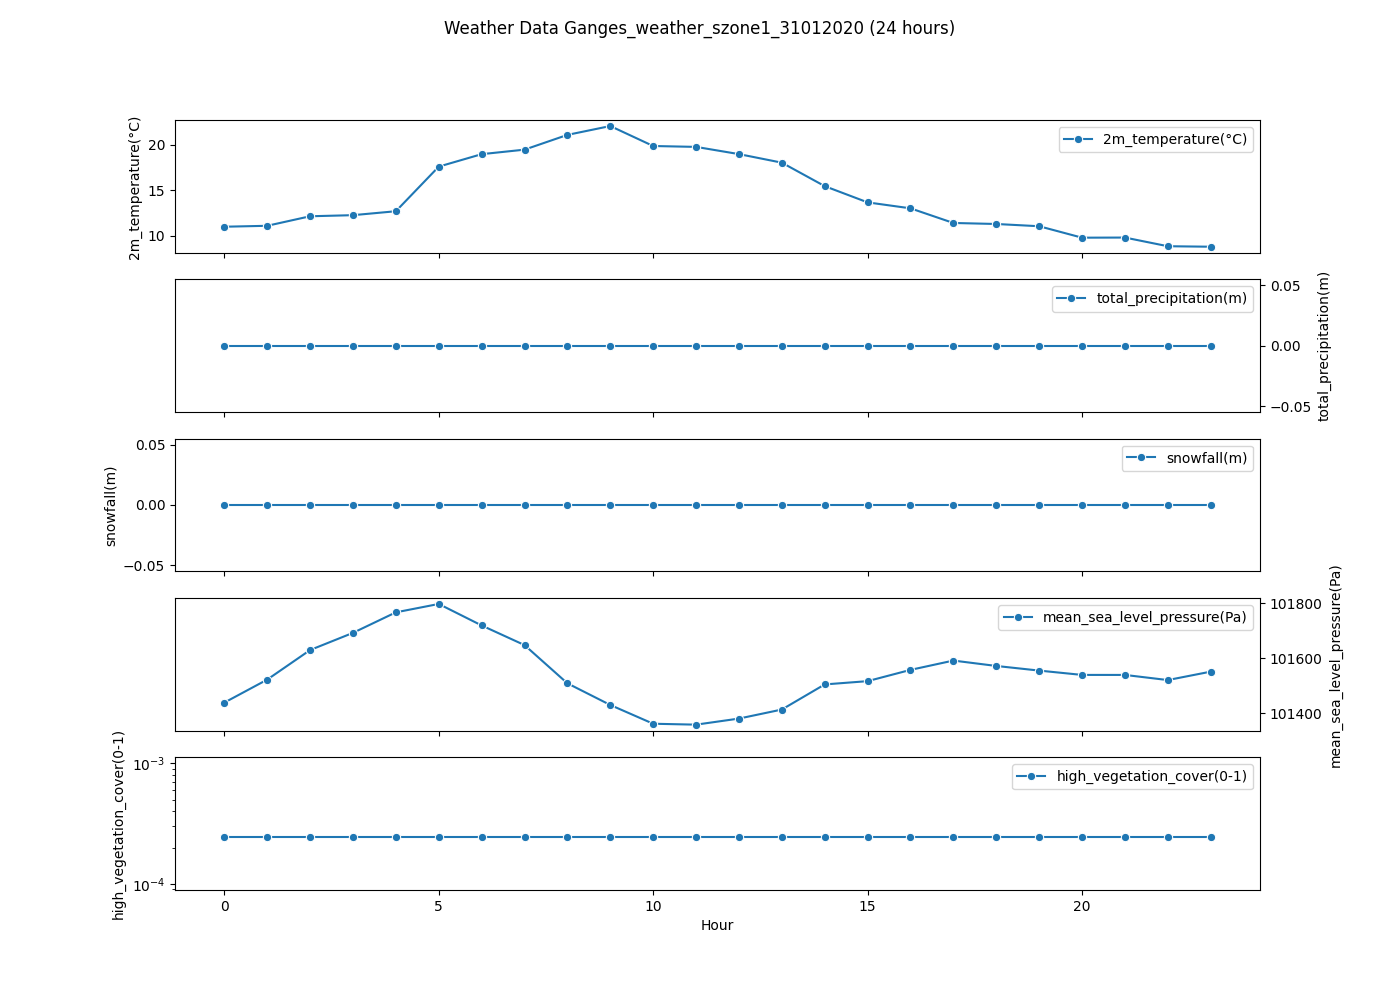 Weather Data Ganges_weather_szone1_31012020 (24 hours)
2m_temperature(°C)
20
15
10
2m_temperature(°C)
total_precipitation(m)
0.05
0.00
−0.05
total_precipitation(m)
snowfall(m)
0.05
0.00
−0.05
snowfall(m)
mean_sea_level_pressure(Pa)
101800
101600
101400
mean_sea_level_pressure(Pa)
high_vegetation_cover(0-1)
10⁻³
10⁻⁴
high_vegetation_cover(0-1)
0 5 10 15 20
Hour